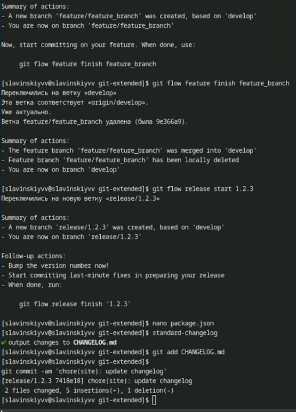 Summary of actions:
- A new branch 'feature/feature_branch' was created, based on 'develop'
- You are now on branch 'feature/feature_branch'
Now, start committing on your feature. When done, use:
git flow feature finish feature_branch
[slavinskiyvv@slavinskiyvv git-extended]$ git flow feature finish feature_branch
Переключились на ветку «develop»
Эта ветка соответствует «origin/develop».
Уже актуально.
Ветка feature/feature_branch удалена (была 9e366a9).
Summary of actions:
- The feature branch 'feature/feature_branch' was merged into 'develop'
- Feature branch 'feature/feature_branch' has been locally deleted
- You are now on branch 'develop'
[slavinskiyvv@slavinskiyvv git-extended]$ git flow release start 1.2.3
Переключились на новую ветку «release/1.2.3»
Summary of actions:
- A new branch 'release/1.2.3' was created, based on 'develop'
- You are now on branch 'release/1.2.3'
Follow-up actions:
- Bump the version number now!
- Start committing last-minute fixes in preparing your release
- When done, run:
git flow release finish '1.2.3'
[slavinskiyvv@slavinskiyvv git-extended]$ nano package.json
[slavinskiyvv@slavinskiyvv git-extended]$ standard-changelog
✔ output changes to CHANGELOG.md
[slavinskiyvv@slavinskiyvv git-extended]$ git add CHANGELOG.md
[slavinskiyvv@slavinskiyvv git-extended]$
git commit -am 'chore(site): update changelog'
[release/1.2.3 7418e18] chore(site): update changelog
2 files changed, 5 insertions(+), 1 deletion(-)
[slavinskiyvv@slavinskiyvv git-extended]$